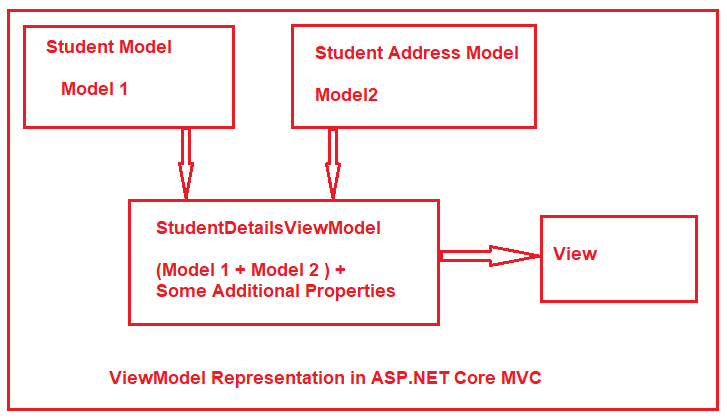 Student Model
Model 1
Student Address Model
Model2
StudentDetailsViewModel
(Model 1 + Model 2 ) +
Some Additional Properties
View
ViewModel Representation in ASP.NET Core MVC